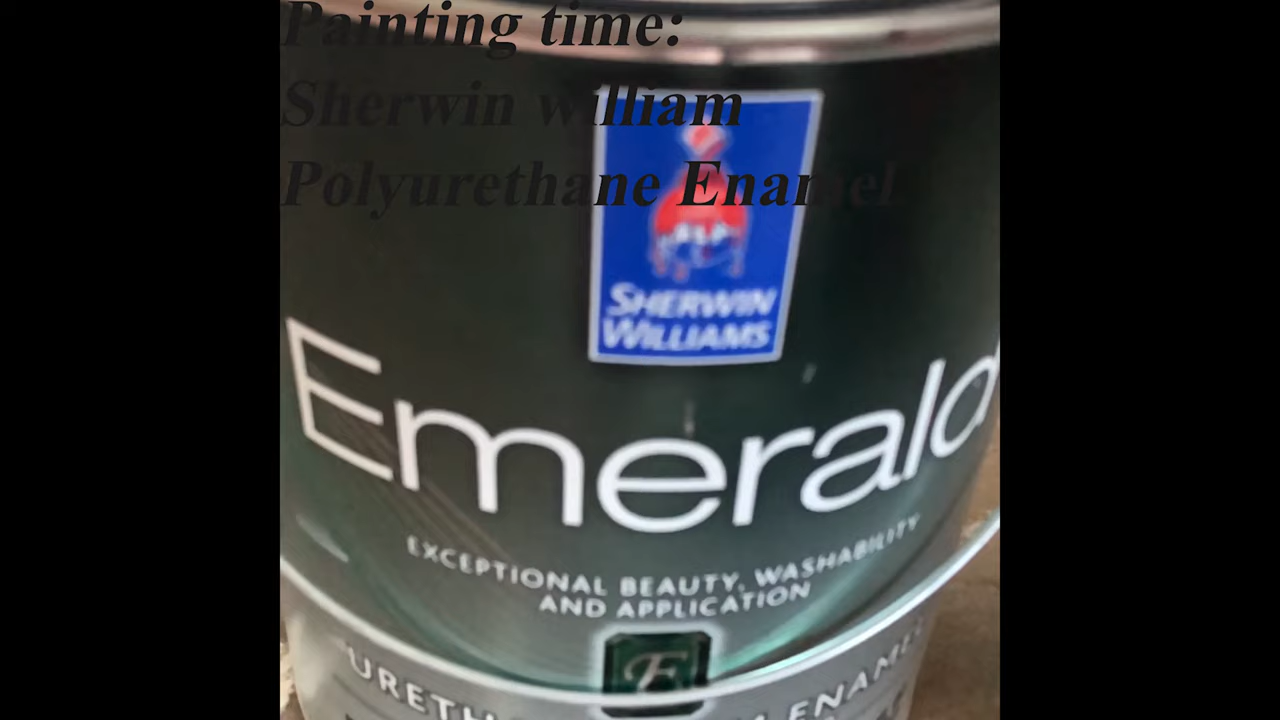 Painting time:
Sherwin william
Polyurethane Enamel
SHERWIN
WILLIAMS
Emerald
EXCEPTIONAL BEAUTY, WASHABILITY
AND APPLICATION
E